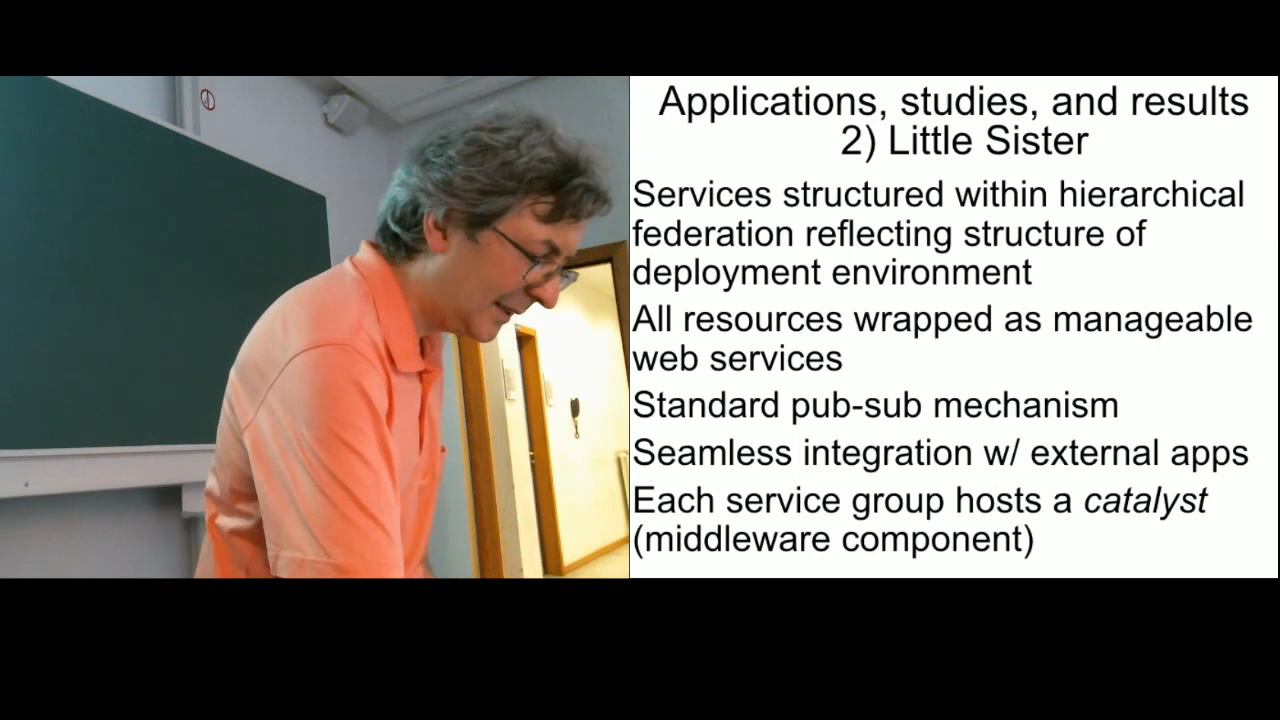 Applications, studies, and results
2) Little Sister
Services structured within hierarchical
federation reflecting structure of
deployment environment
All resources wrapped as manageable
web services
Standard pub-sub mechanism
Seamless integration w/ external apps
Each service group hosts a catalyst
(middleware component)